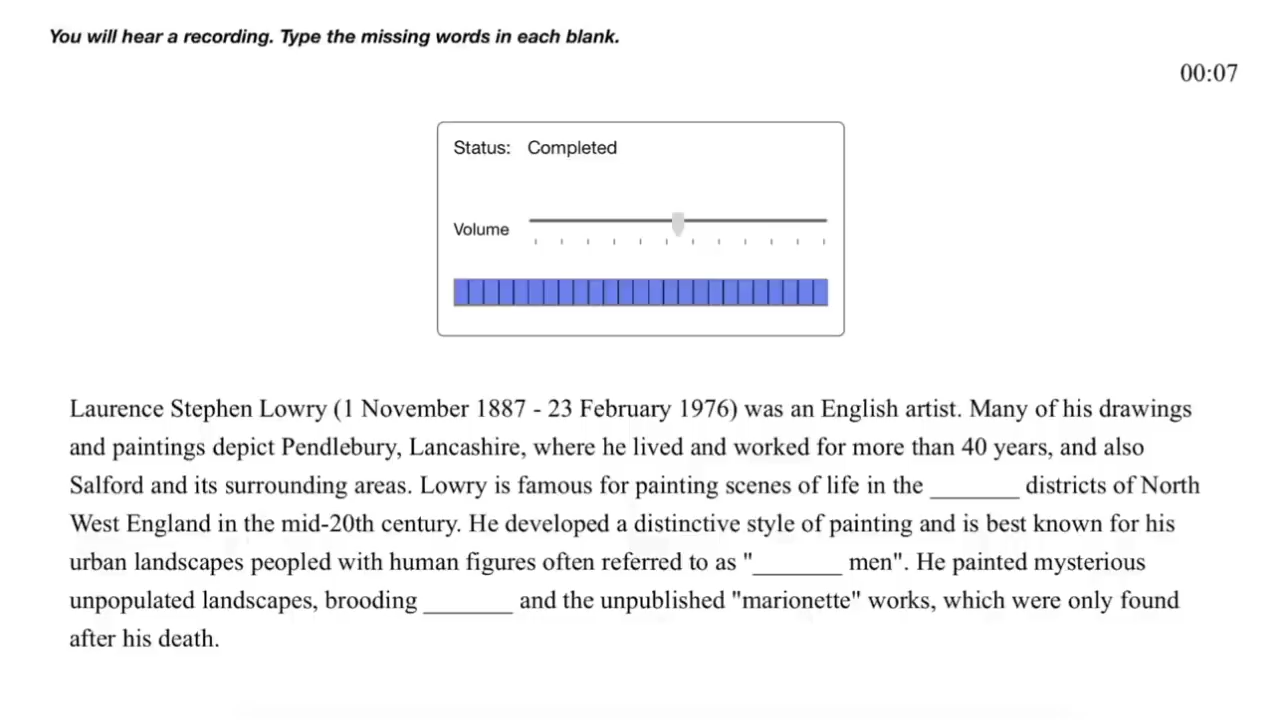 You will hear a recording. Type the missing words in each blank.
00:07
Status: Completed
Volume
Laurence Stephen Lowry (1 November 1887 - 23 February 1976) was an English artist. Many of his drawings
and paintings depict Pendlebury, Lancashire, where he lived and worked for more than 40 years, and also
Salford and its surrounding areas. Lowry is famous for painting scenes of life in the _______ districts of North
West England in the mid-20th century. He developed a distinctive style of painting and is best known for his
urban landscapes peopled with human figures often referred to as "_______ men". He painted mysterious
unpopulated landscapes, brooding _______ and the unpublished "marionette" works, which were only found
after his death.